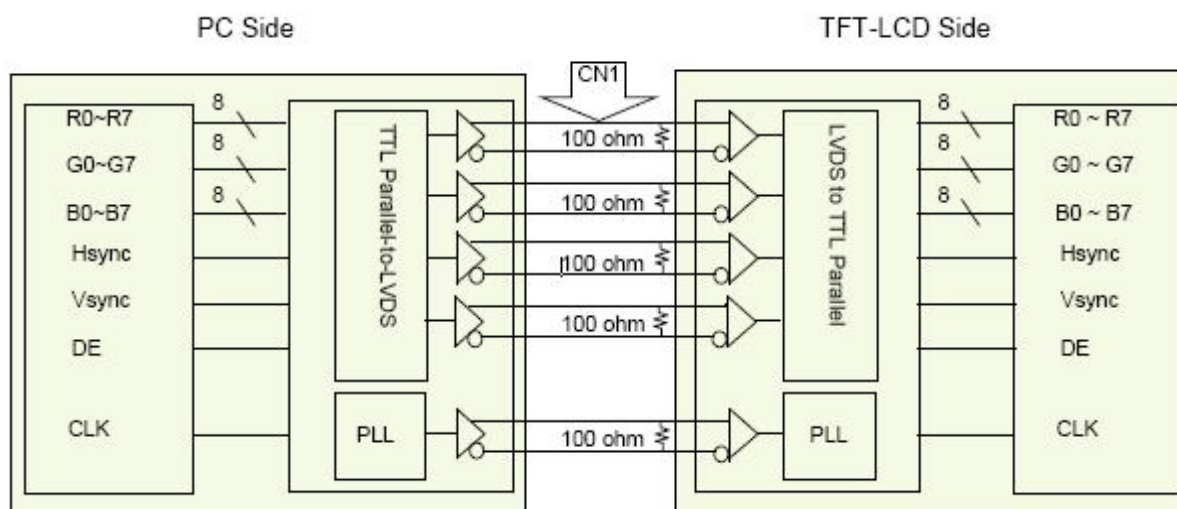 PC Side
TFT-LCD Side
CN1
8
R0~R7
8
G0~G7
8
B0~B7
Hsync
Vsync
DE
CLK
TTL Parallel-to-LVDS
PLL
100 ohm
100 ohm
100 ohm
100 ohm
100 ohm
LVDS to TTL Parallel
PLL
8
R0 ~ R7
8
G0 ~ G7
8
B0 ~ B7
Hsync
Vsync
DE
CLK